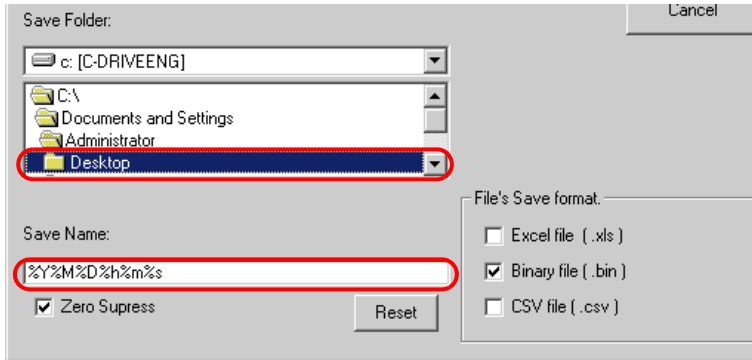 Save Folder:
Cancel
c: [C-DRIVEENG]
C:\
Documents and Settings
Administrator
Desktop
File's Save format.
Save Name:
Excel file ( .xls )
%Y%M%D%h%m%s
Binary file ( .bin )
Zero Supress
Reset
CSV file ( .csv )